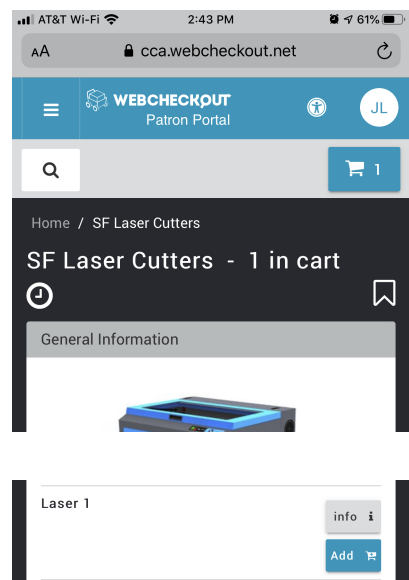 AT&T Wi-Fi 2:43 PM 61%
AA cca.webcheckout.net
WEBCHECKOUT
Patron Portal
JL
1
Home / SF Laser Cutters
SF Laser Cutters - 1 in cart
General Information
Laser 1
info i
Add